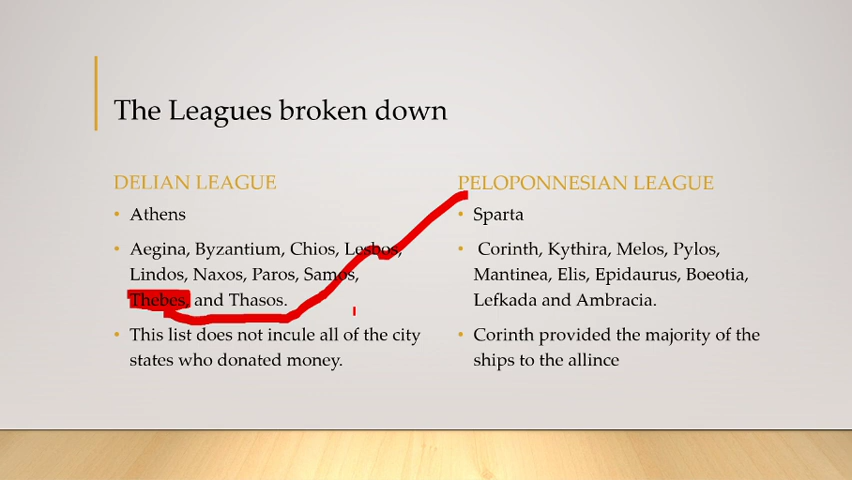 The Leagues broken down
DELIAN LEAGUE
• Athens
• Aegina, Byzantium, Chios, Lesbos,
Lindos, Naxos, Paros, Samos,
Thebes, and Thasos.
• This list does not incule all of the city
states who donated money.
PELOPONNESIAN LEAGUE
• Sparta
• Corinth, Kythira, Melos, Pylos,
Mantinea, Elis, Epidaurus, Boeotia,
Lefkada and Ambracia.
• Corinth provided the majority of the
ships to the allince